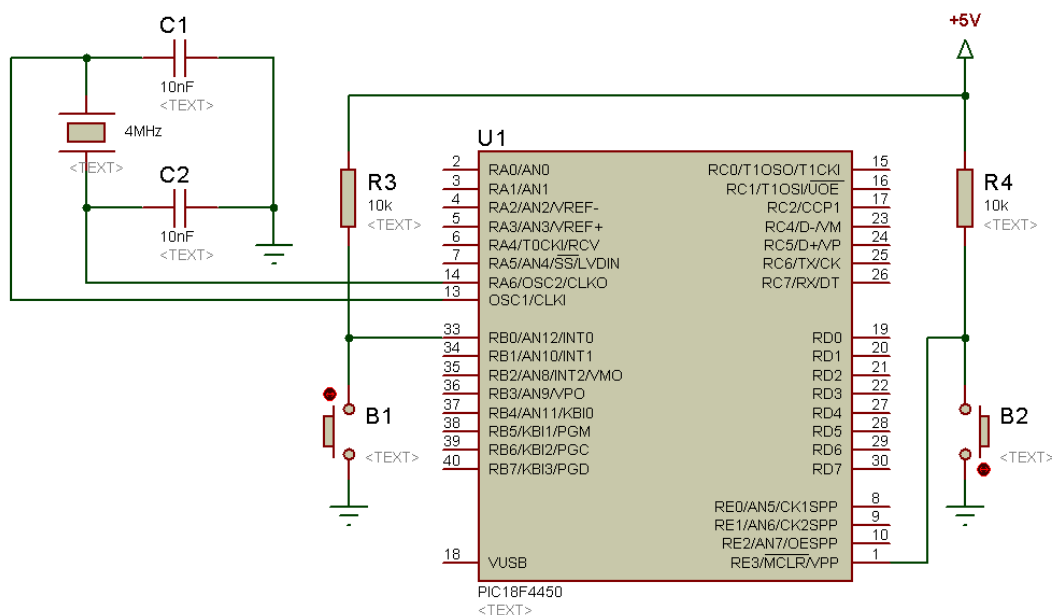 C1
10nF
<TEXT>
4MHz
<TEXT>
C2
10nF
<TEXT>
+5V
R3
10k
<TEXT>
R4
10k
<TEXT>
B1
<TEXT>
B2
<TEXT>
U1
2 RA0/AN0
3 RA1/AN1
4 RA2/AN2/VREF-
5 RA3/AN3/VREF+
6 RA4/T0CKI/RCV
7 RA5/AN4/SS/LVDIN
14 RA6/OSC2/CLKO
13 OSC1/CLKI
33 RB0/AN12/INT0
34 RB1/AN10/INT1
35 RB2/AN8/INT2/VMO
36 RB3/AN9/VPO
37 RB4/AN11/KBI0
38 RB5/KBI1/PGM
39 RB6/KBI2/PGC
40 RB7/KBI3/PGD
18 VUSB
RC0/T1OSO/T1CKI 15
RC1/T1OSI/UOE 16
RC2/CCP1 17
RC4/D-/VM 23
RC5/D+/VP 24
RC6/TX/CK 25
RC7/RX/DT 26
RD0 19
RD1 20
RD2 21
RD3 22
RD4 27
RD5 28
RD6 29
RD7 30
RE0/AN5/CK1SPP 8
RE1/AN6/CK2SPP 9
RE2/AN7/OESPP 10
RE3/MCLR/VPP 1
PIC18F4450
<TEXT>